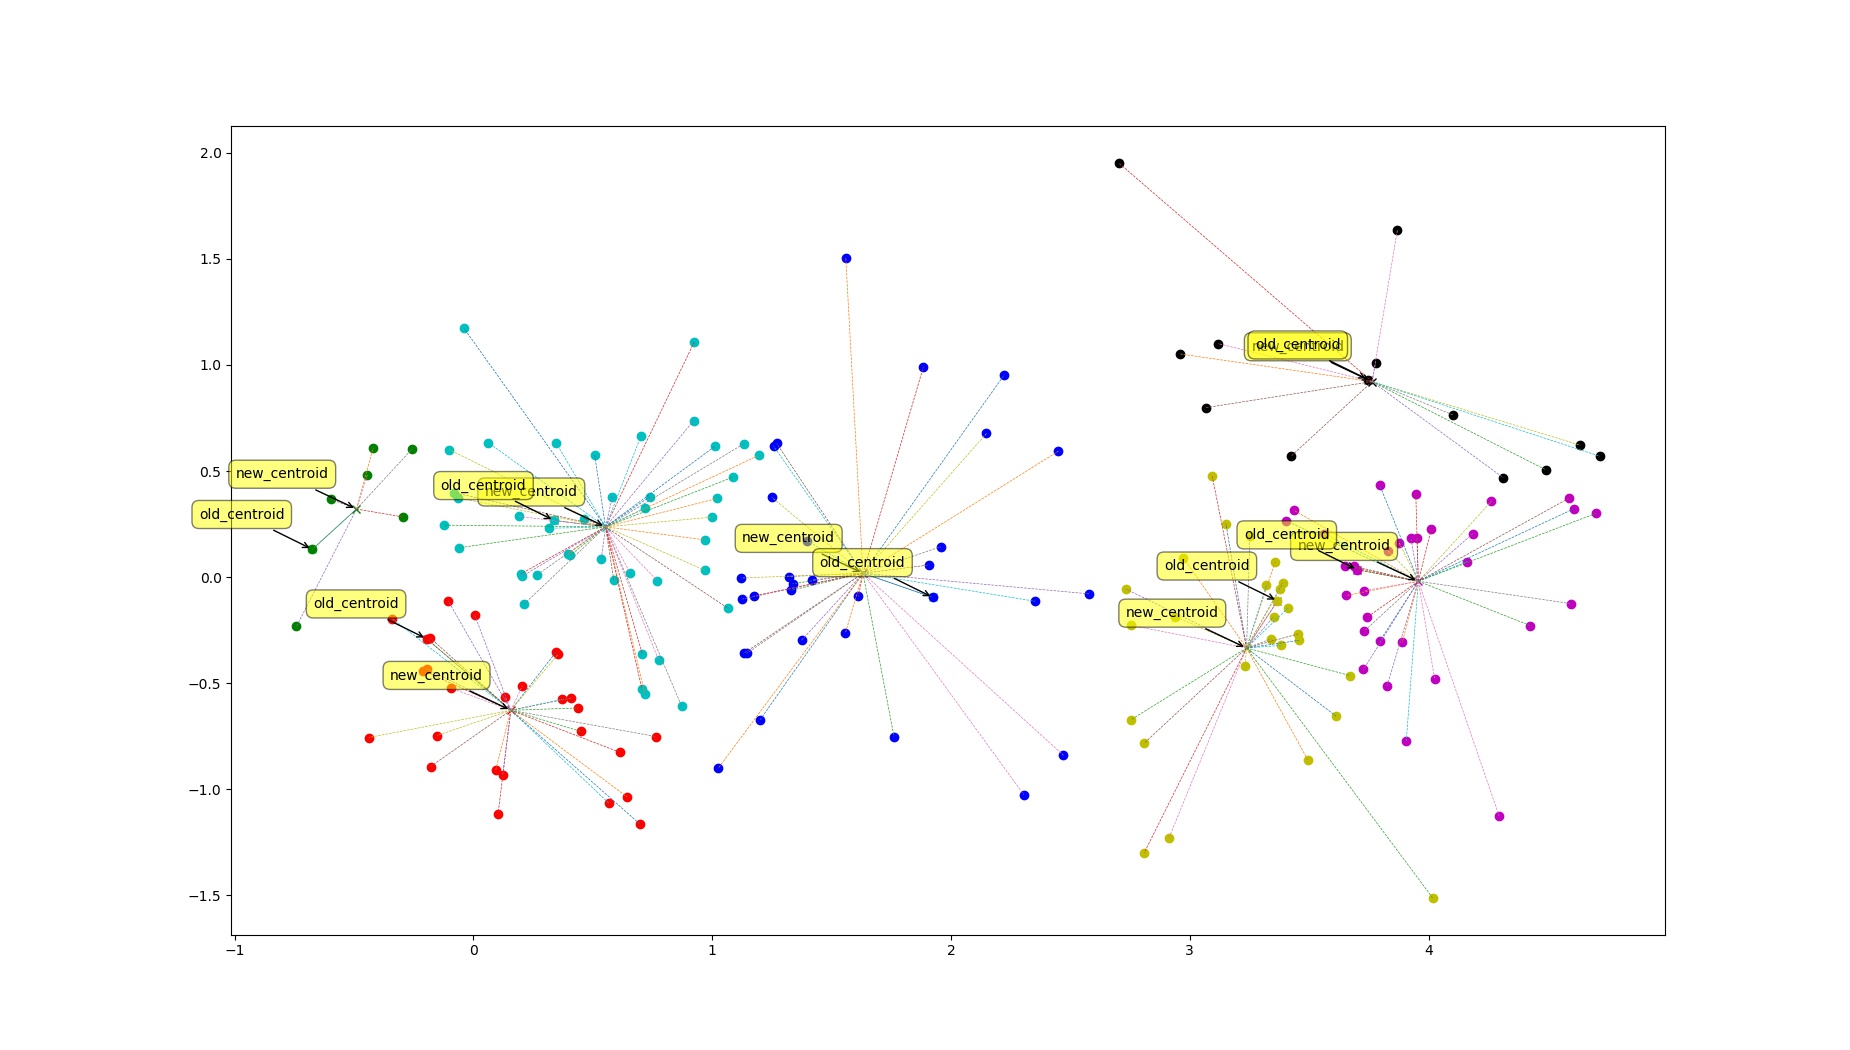 2.0
1.5
1.0
0.5
0.0
−0.5
−1.0
−1.5
−1
0
1
2
3
4
new_centroid
old_centroid
old_centroid
new_centroid
old_centroid
new_centroid
new_centroid
old_centroid
old_centroid
new_centroid
old_centroid
new_centroid
old_centroid
new_centroid